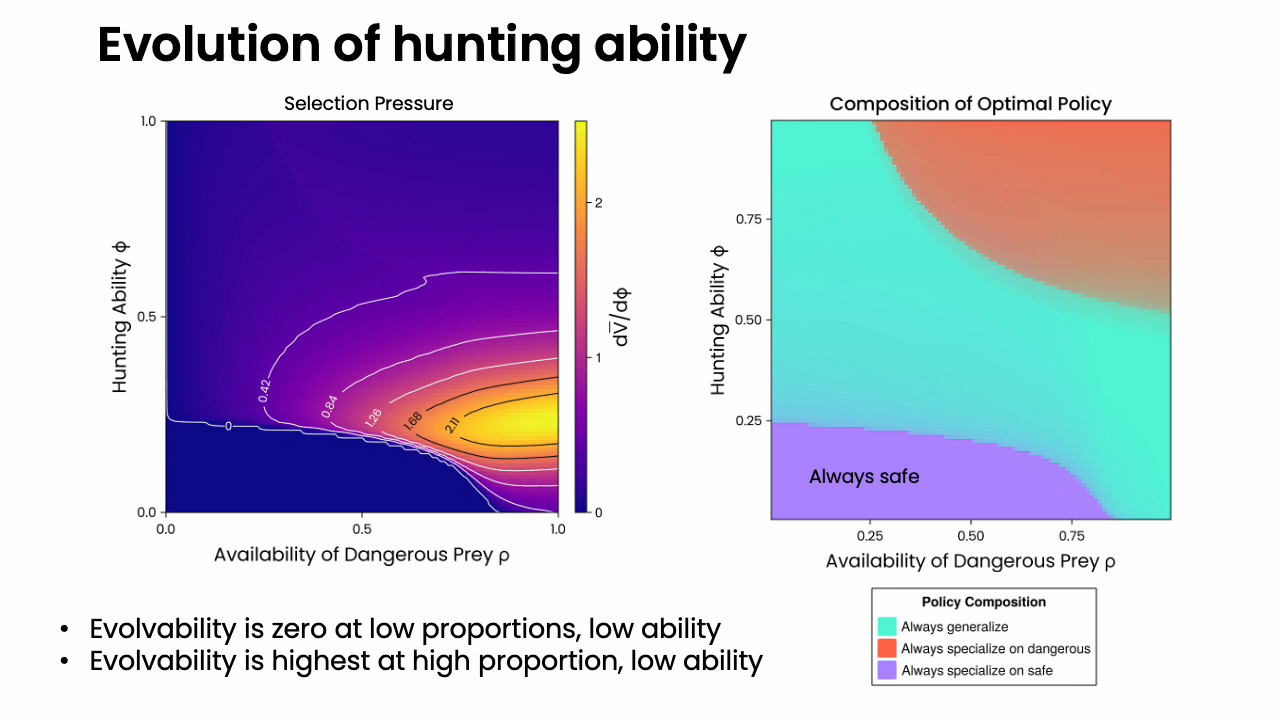 Evolution of hunting ability
Selection Pressure
1.0
0.5
0.0
0.0
0.5
1.0
Hunting Ability ϕ
Availability of Dangerous Prey ρ
0
0.42
0.84
1.26
1.68
2.11
2
1
0
dV̅/dϕ
Composition of Optimal Policy
0.75
0.50
0.25
0.25
0.50
0.75
Hunting Ability ϕ
Always safe
Availability of Dangerous Prey ρ
Policy Composition
Always generalize
Always specialize on dangerous
Always specialize on safe
• Evolvability is zero at low proportions, low ability
• Evolvability is highest at high proportion, low ability